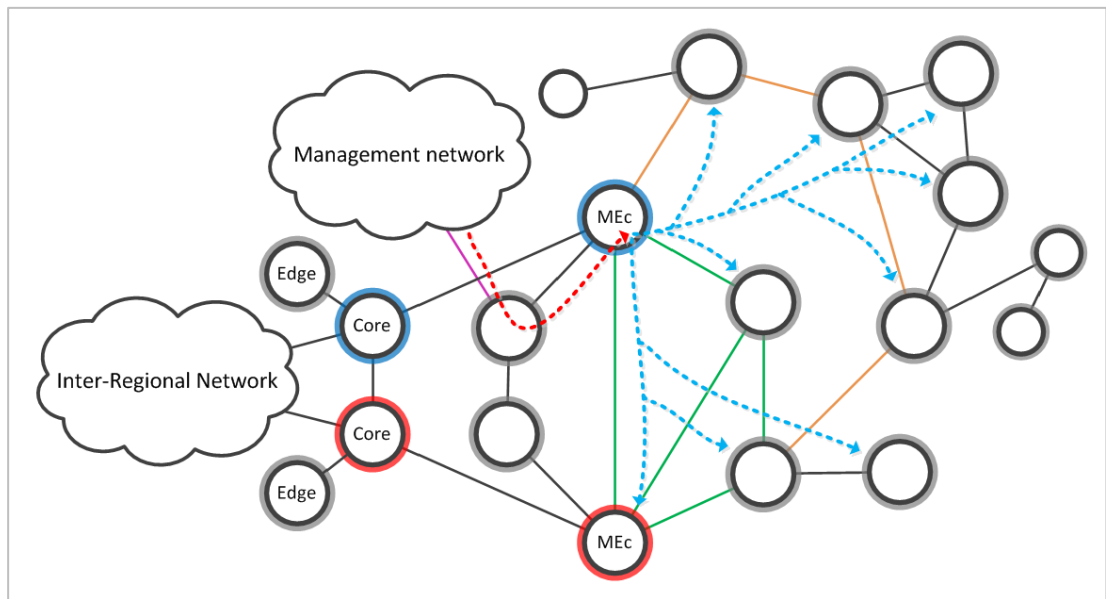 Management network
MEc
Edge
Core
Inter-Regional Network
Core
Edge
MEc